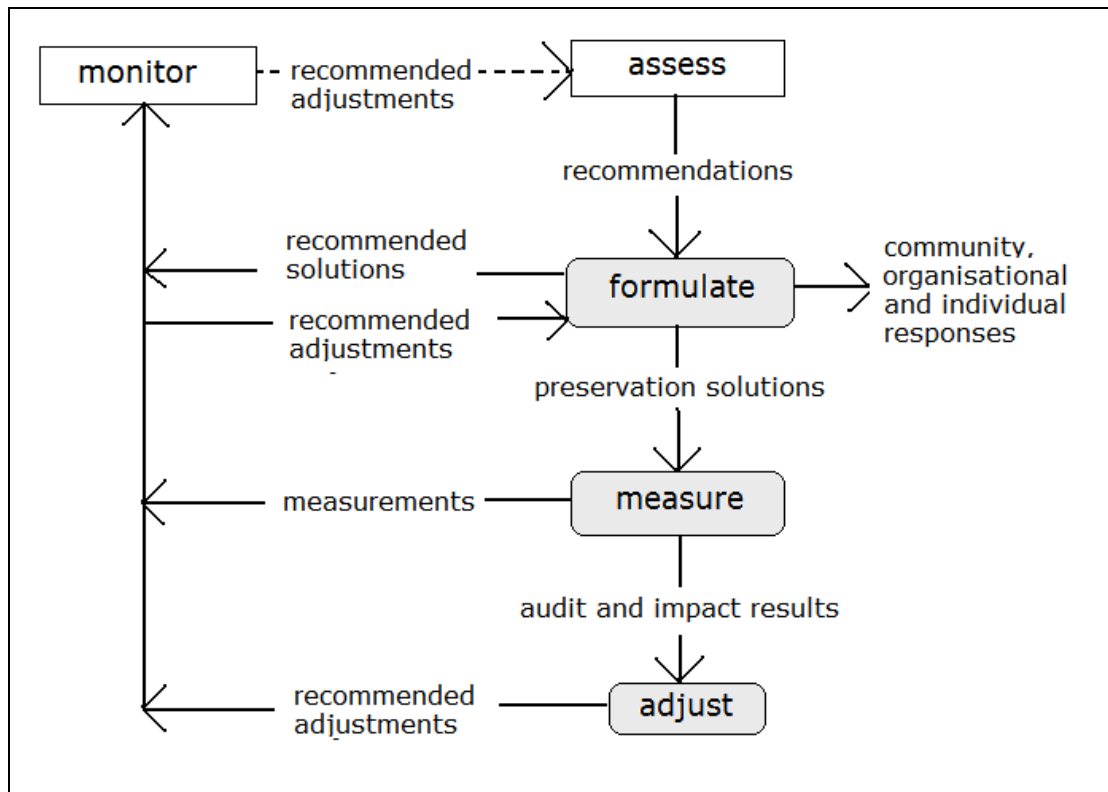 monitor
recommended
adjustments
assess
recommendations
recommended
solutions
formulate
community,
organisational
and individual
responses
recommended
adjustments
preservation solutions
measurements
measure
audit and impact results
recommended
adjustments
adjust